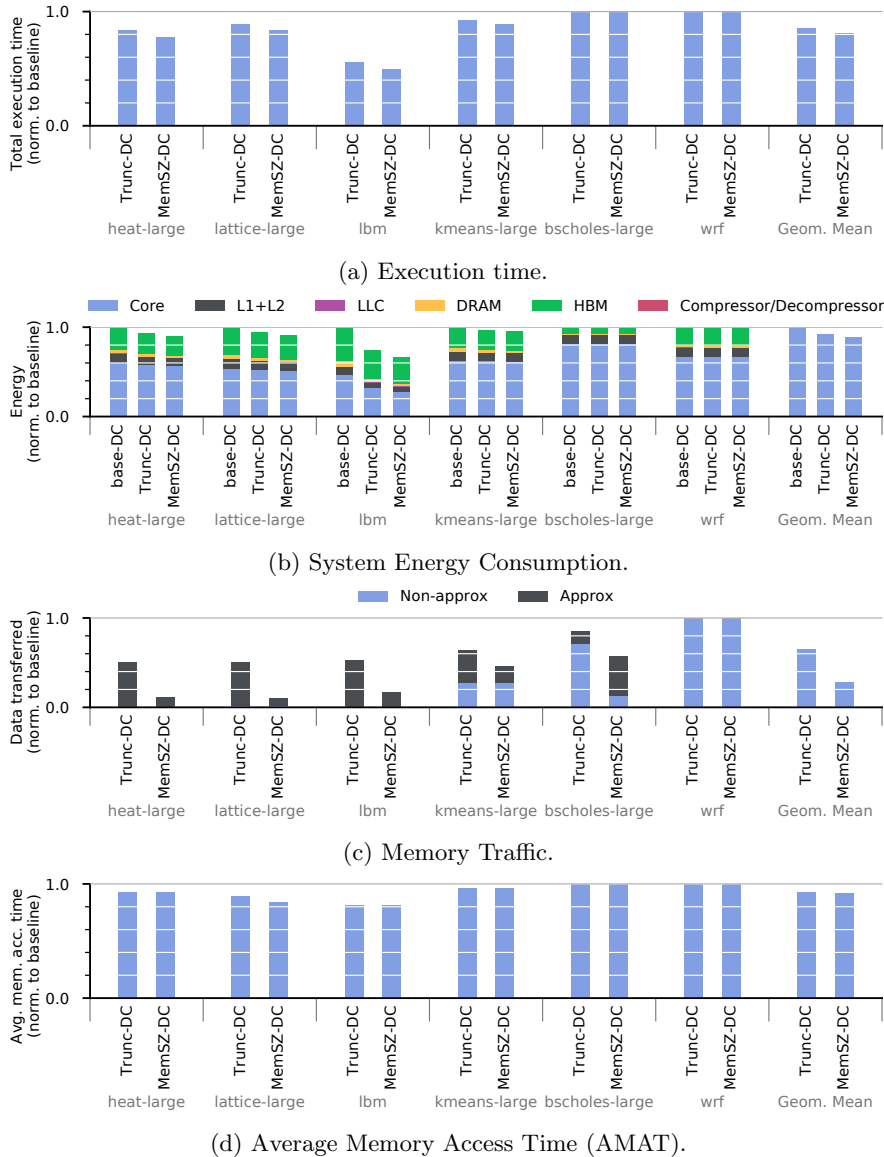 1.0
0.0
Total execution time
(norm. to baseline)
Trunc-DC MemSZ-DC Trunc-DC MemSZ-DC Trunc-DC MemSZ-DC Trunc-DC MemSZ-DC Trunc-DC MemSZ-DC Trunc-DC MemSZ-DC Trunc-DC MemSZ-DC
heat-large lattice-large lbm kmeans-large bscholes-large wrf Geom. Mean
(a) Execution time.
Core L1+L2 LLC DRAM HBM Compressor/Decompressor
1.0
0.0
Energy
(norm. to baseline)
base-DC Trunc-DC MemSZ-DC base-DC Trunc-DC MemSZ-DC base-DC Trunc-DC MemSZ-DC base-DC Trunc-DC MemSZ-DC base-DC Trunc-DC MemSZ-DC base-DC Trunc-DC MemSZ-DC base-DC Trunc-DC MemSZ-DC
heat-large lattice-large lbm kmeans-large bscholes-large wrf Geom. Mean
(b) System Energy Consumption.
Non-approx Approx
1.0
0.0
Data transferred
(norm. to baseline)
Trunc-DC MemSZ-DC Trunc-DC MemSZ-DC Trunc-DC MemSZ-DC Trunc-DC MemSZ-DC Trunc-DC MemSZ-DC Trunc-DC MemSZ-DC Trunc-DC MemSZ-DC
heat-large lattice-large lbm kmeans-large bscholes-large wrf Geom. Mean
(c) Memory Traffic.
1.0
0.0
Avg. mem. acc. time
(norm. to baseline)
Trunc-DC MemSZ-DC Trunc-DC MemSZ-DC Trunc-DC MemSZ-DC Trunc-DC MemSZ-DC Trunc-DC MemSZ-DC Trunc-DC MemSZ-DC Trunc-DC MemSZ-DC
heat-large lattice-large lbm kmeans-large bscholes-large wrf Geom. Mean
(d) Average Memory Access Time (AMAT).